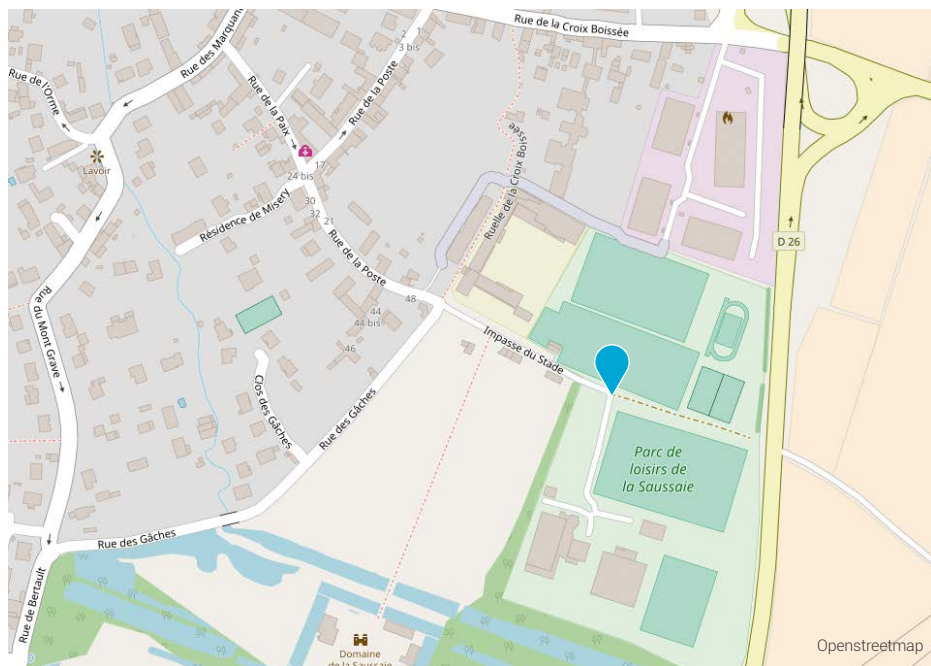 Rue de la Croix Boissée
Rue des Marquand
2
1
3 bis
Rue de l'Orme
Rue de la Paix
Rue de la Poste
Ruelle de la Croix Boissée
Lavoir
17
24 bis
30
32
21
Résidence de Misery
Rue de la Poste
D 26
48
44
44 bis
46
Rue du Mont Grave
Impasse du Stade
Clos des Gâches
Rue des Gâches
Parc de
loisirs de
la Saussaie
Rue des Gâches
Rue de Bertault
Domaine
de la Saussaie
Openstreetmap